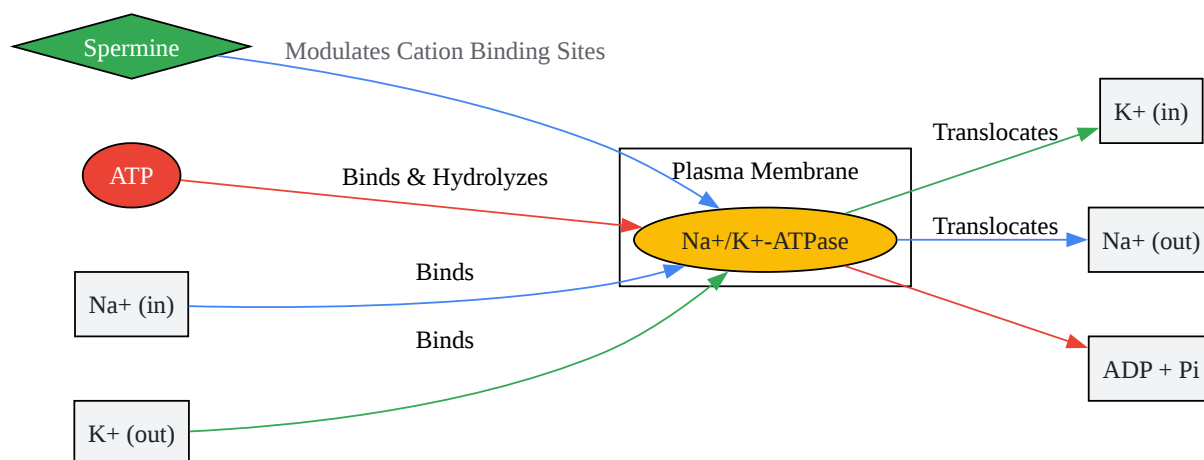 Spermine
Modulates Cation Binding Sites
K+ (in)
Translocates
ATP
Binds & Hydrolyzes
Plasma Membrane
Na+/K+-ATPase
Translocates
Na+ (out)
Binds
Na+ (in)
Binds
ADP + Pi
K+ (out)